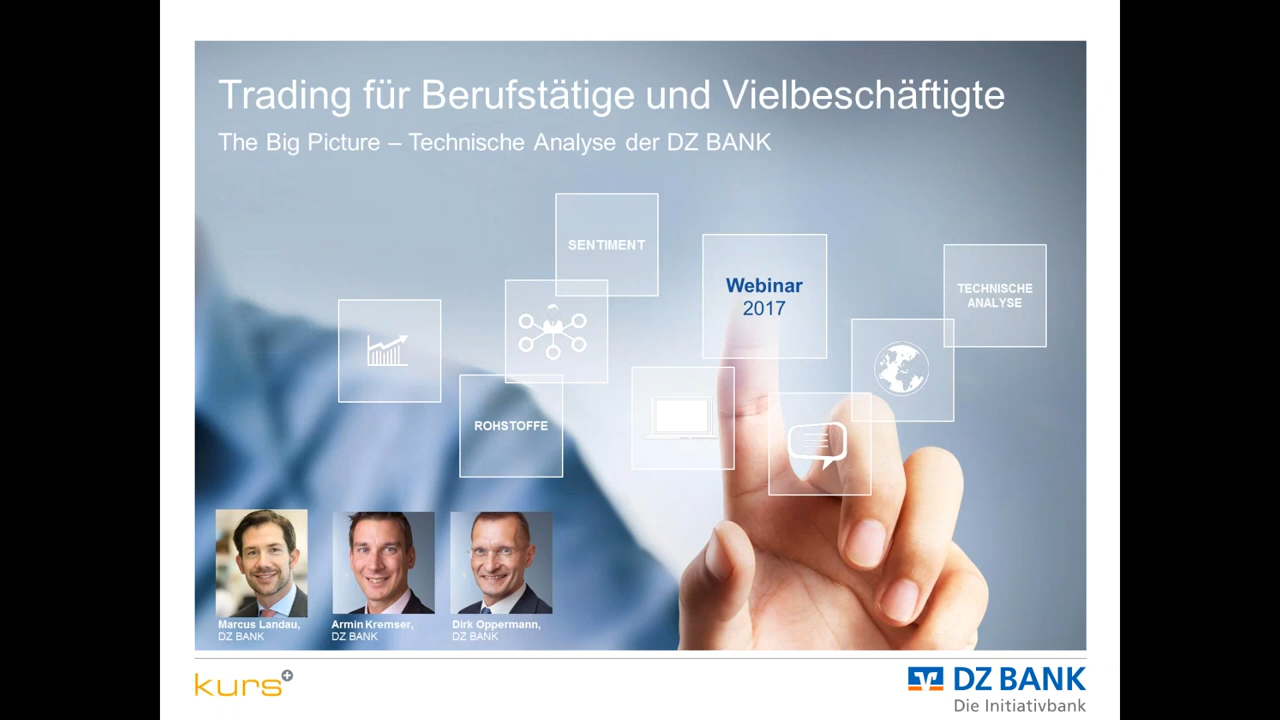 Trading für Berufstätige und Vielbeschäftigte
The Big Picture – Technische Analyse der DZ BANK
SENTIMENT
Webinar
2017
TECHNISCHE
ANALYSE
ROHSTOFFE
Marcus Landau,
DZ BANK
Armin Kremser,
DZ BANK
Dirk Oppermann,
DZ BANK
kurs+
DZ BANK
Die Initiativbank